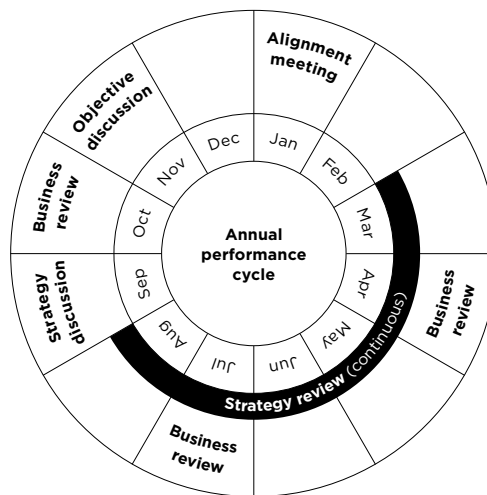 Alignment
meeting
Objective
discussion
Business
review
Strategy
discussion
Business
review
Business
review
Strategy review (continuous)
Jan
Feb
Mar
Apr
May
Jun
Jul
Aug
Sep
Oct
Nov
Dec
Annual
performance
cycle